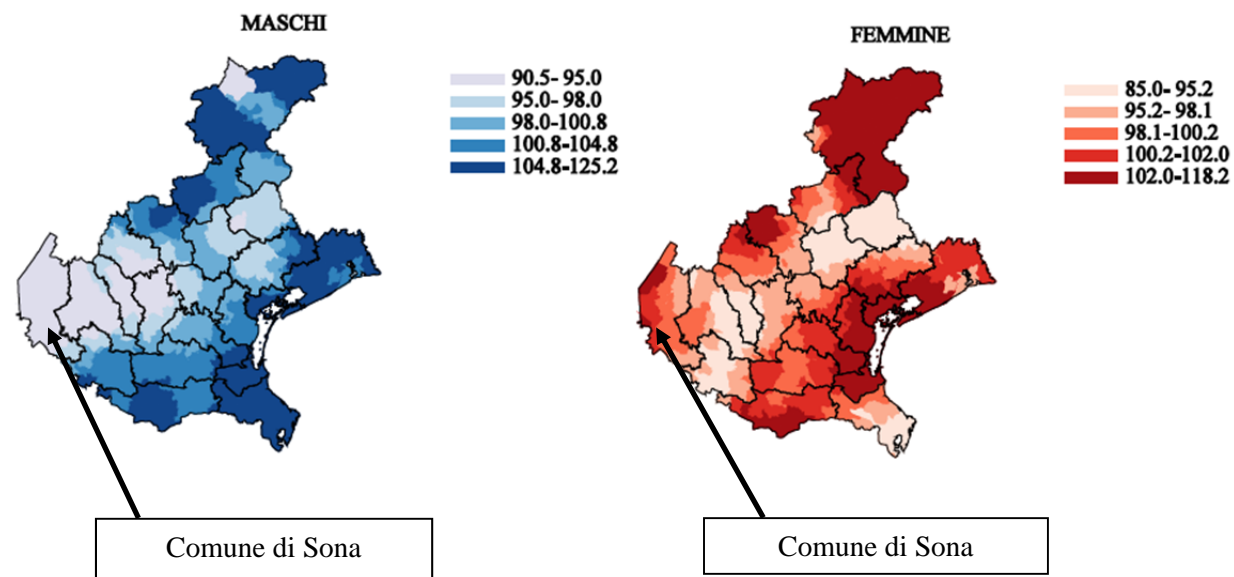 MASCHI
90.5- 95.0
95.0- 98.0
98.0-100.8
100.8-104.8
104.8-125.2
Comune di Sona
FEMMINE
85.0- 95.2
95.2- 98.1
98.1-100.2
100.2-102.0
102.0-118.2
Comune di Sona